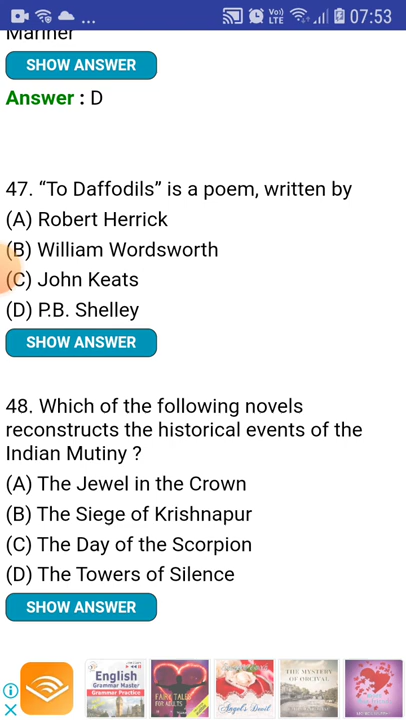 ... 07:53
Mariner
SHOW ANSWER
Answer : D
47. “To Daffodils” is a poem, written by
(A) Robert Herrick
(B) William Wordsworth
(C) John Keats
(D) P.B. Shelley
SHOW ANSWER
48. Which of the following novels
reconstructs the historical events of the
Indian Mutiny ?
(A) The Jewel in the Crown
(B) The Siege of Krishnapur
(C) The Day of the Scorpion
(D) The Towers of Silence
SHOW ANSWER
English
Grammar Master
Grammar Practice
FAIRY TALES
FOR ADULTS
Angel's Devil
THE MYSTERY
OF ORCIVAL